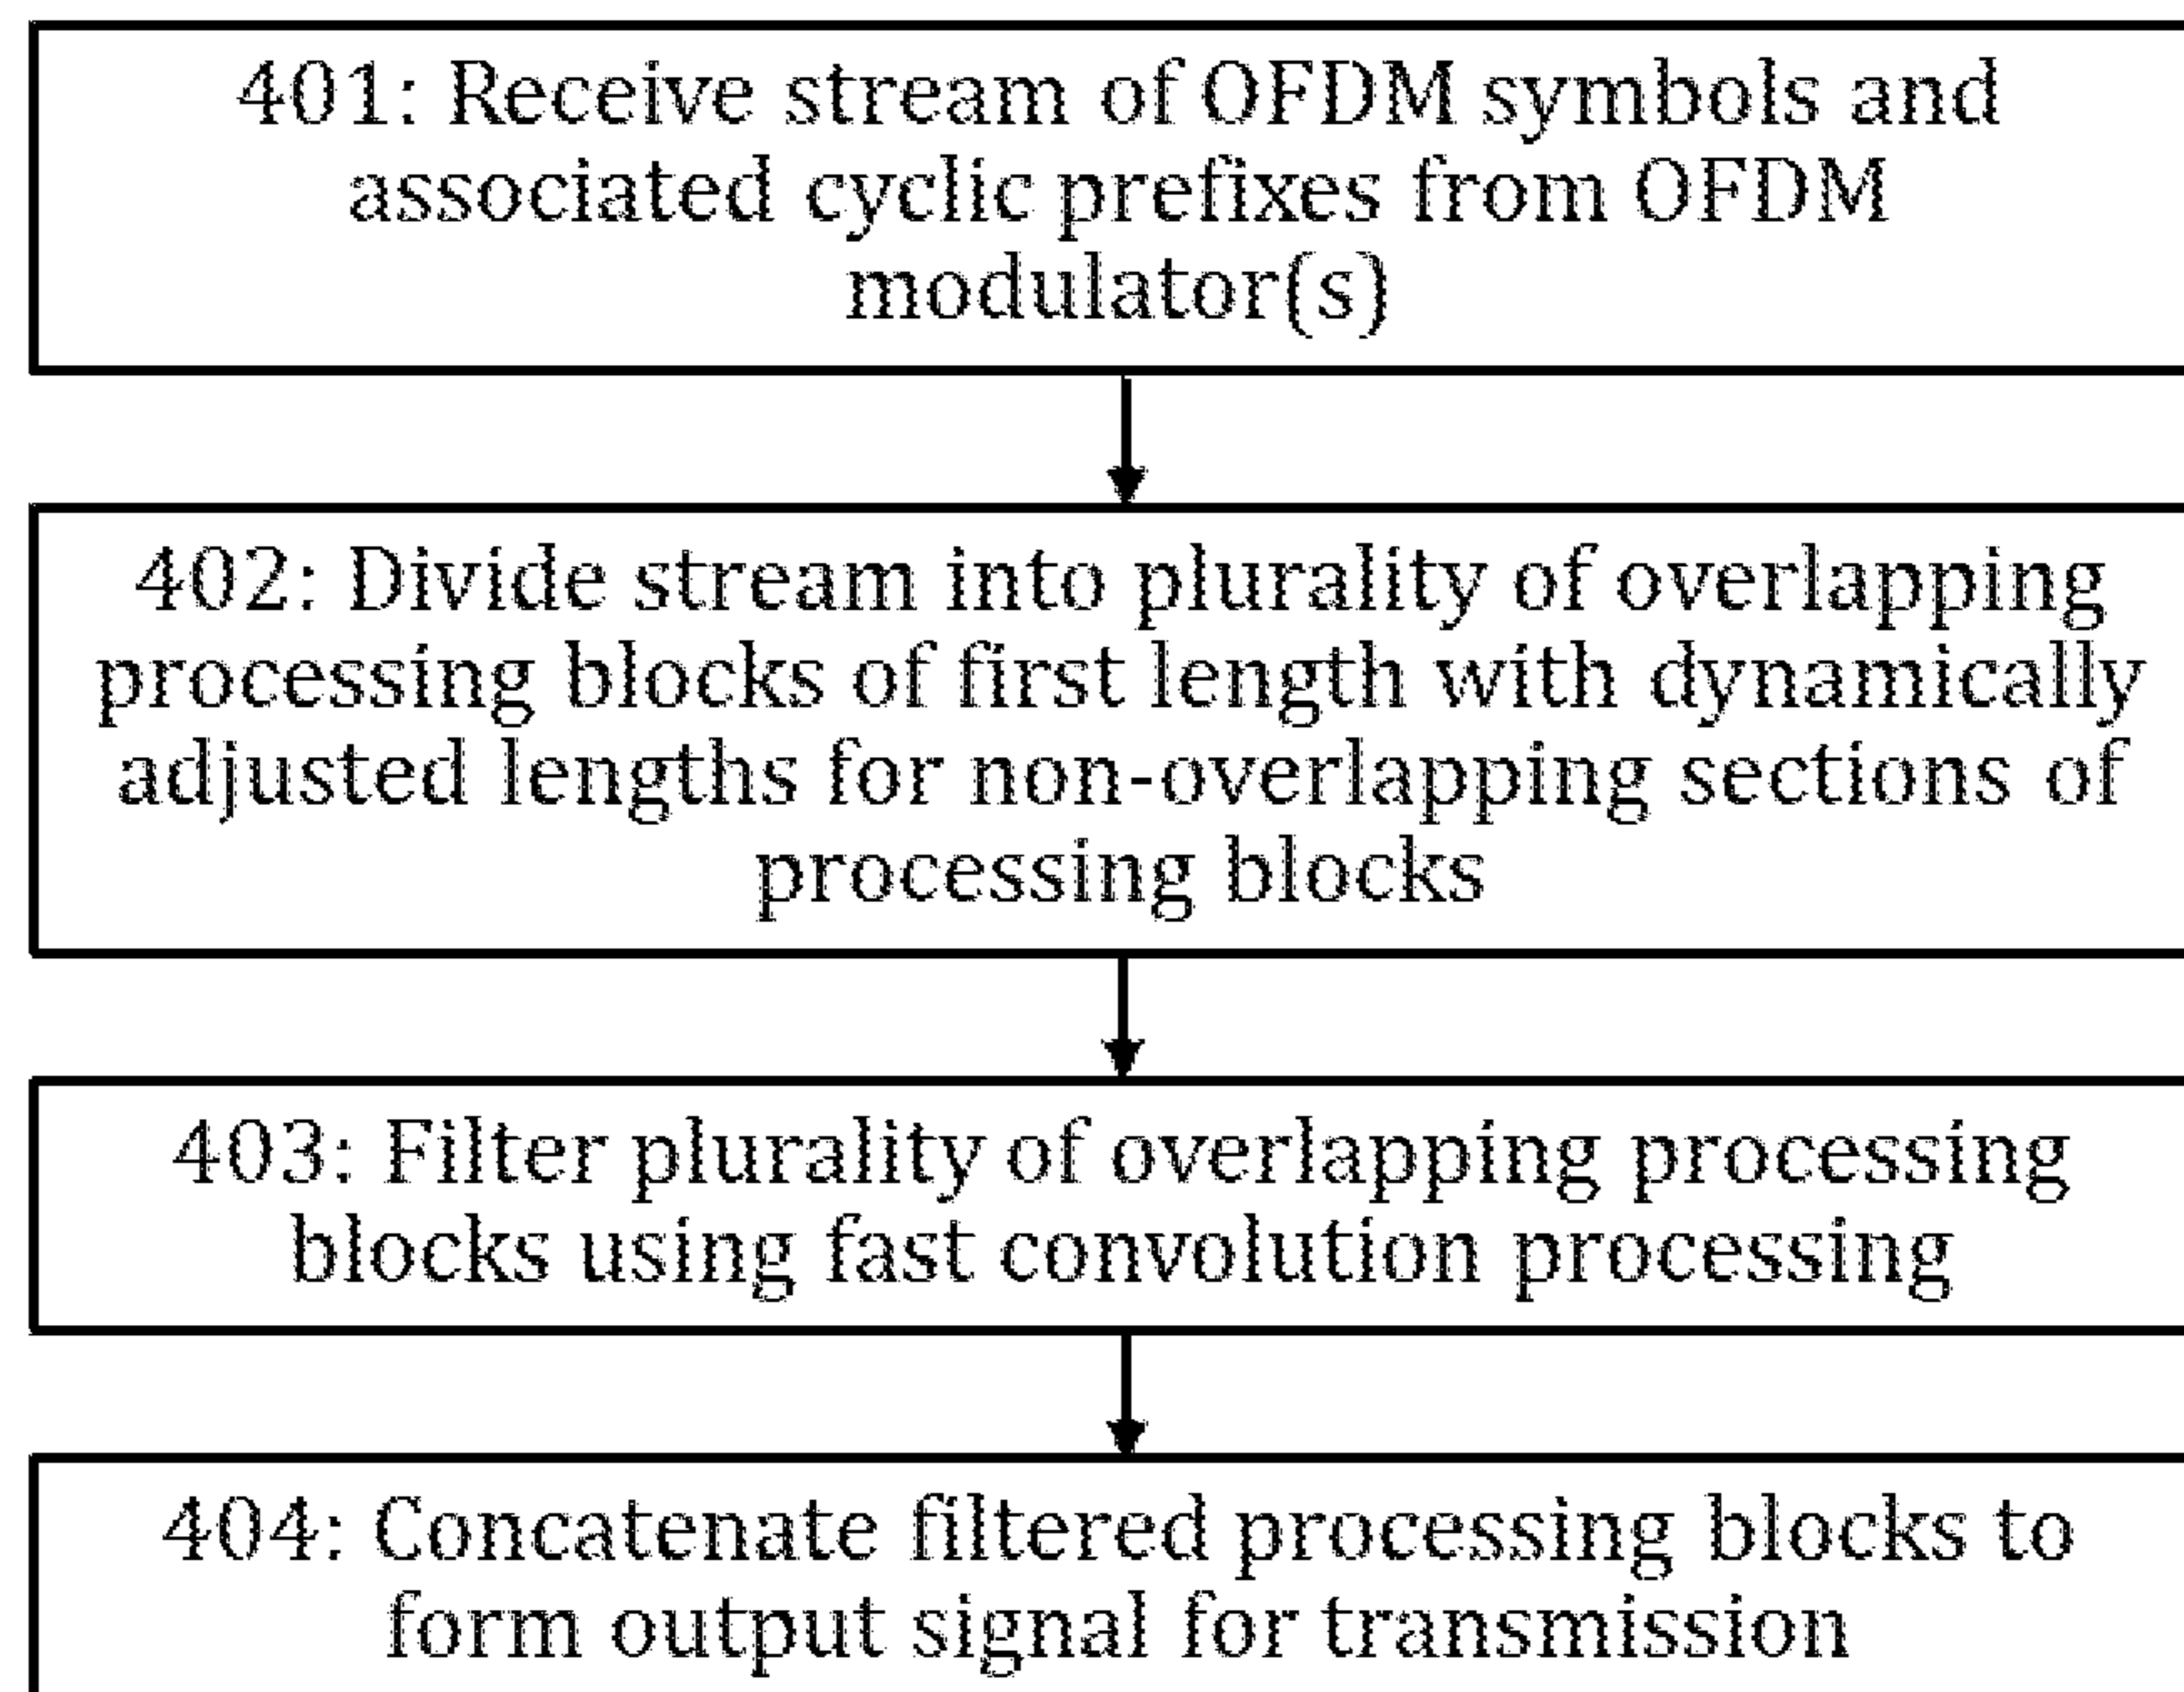 401: Receive stream of OFDM symbols and
associated cyclic prefixes from OFDM
modulator(s)
402: Divide stream into plurality of overlapping
processing blocks of first length with dynamically
adjusted lengths for non-overlapping sections of
processing blocks
403: Filter plurality of overlapping processing
blocks using fast convolution processing
404: Concatenate filtered processing blocks to
form output signal for transmission